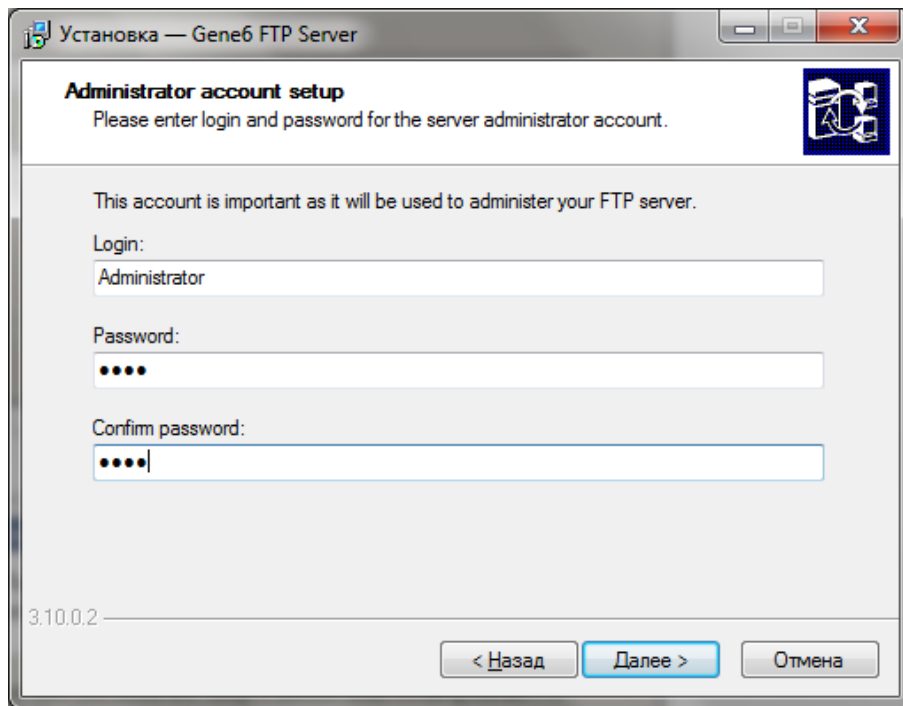 Установка — Gene6 FTP Server
Administrator account setup
Please enter login and password for the server administrator account.
This account is important as it will be used to administer your FTP server.
Login:
Administrator
Password:
••••
Confirm password:
••••
3.10.0.2
< Назад
Далее >
Отмена